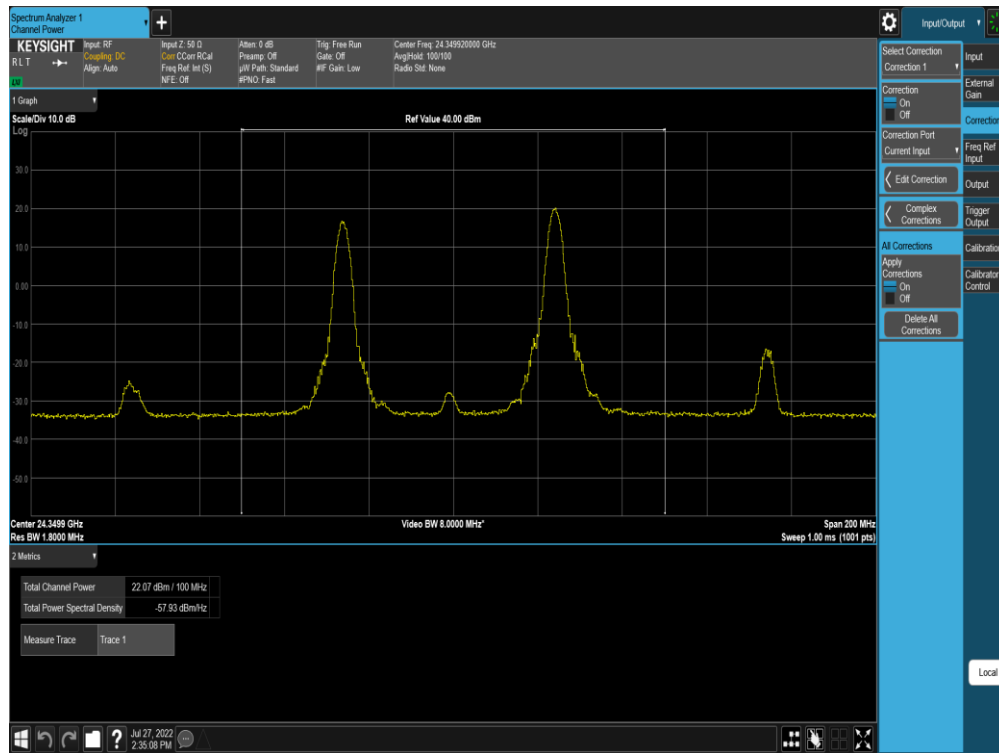 Spectrum Analyzer 1
Channel Power
+
Input/Output
KEYSIGHT
RLT
LXI
Input: RF
Coupling: DC
Align: Auto
Input Z: 50 Ω
Corr CCorr RCal
Freq Ref: Int (S)
NFE: Off
Atten: 0 dB
Preamp: Off
µW Path: Standard
#PNO: Fast
Trig: Free Run
Gate: Off
#IF Gain: Low
Center Freq: 24.349920000 GHz
Avg|Hold: 100/100
Radio Std: None
1 Graph
Scale/Div 10.0 dB
Ref Value 40.00 dBm
Log
30.0
20.0
10.0
0.00
-10.0
-20.0
-30.0
-40.0
-50.0
Center 24.3499 GHz
Video BW 8.0000 MHz*
Span 200 MHz
Res BW 1.8000 MHz
Sweep 1.00 ms (1001 pts)
2 Metrics
Total Channel Power 22.07 dBm / 100 MHz
Total Power Spectral Density -57.93 dBm/Hz
Measure Trace Trace 1
Select Correction
Correction 1
Correction
On
Off
Correction Port
Current Input
Edit Correction
Complex
Corrections
All Corrections
Apply
Corrections
On
Off
Delete All
Corrections
Input
External
Gain
Correction
Freq Ref
Input
Output
Trigger
Output
Calibratio
Calibrator
Control
Local
?
Jul 27, 2022
2:35:08 PM